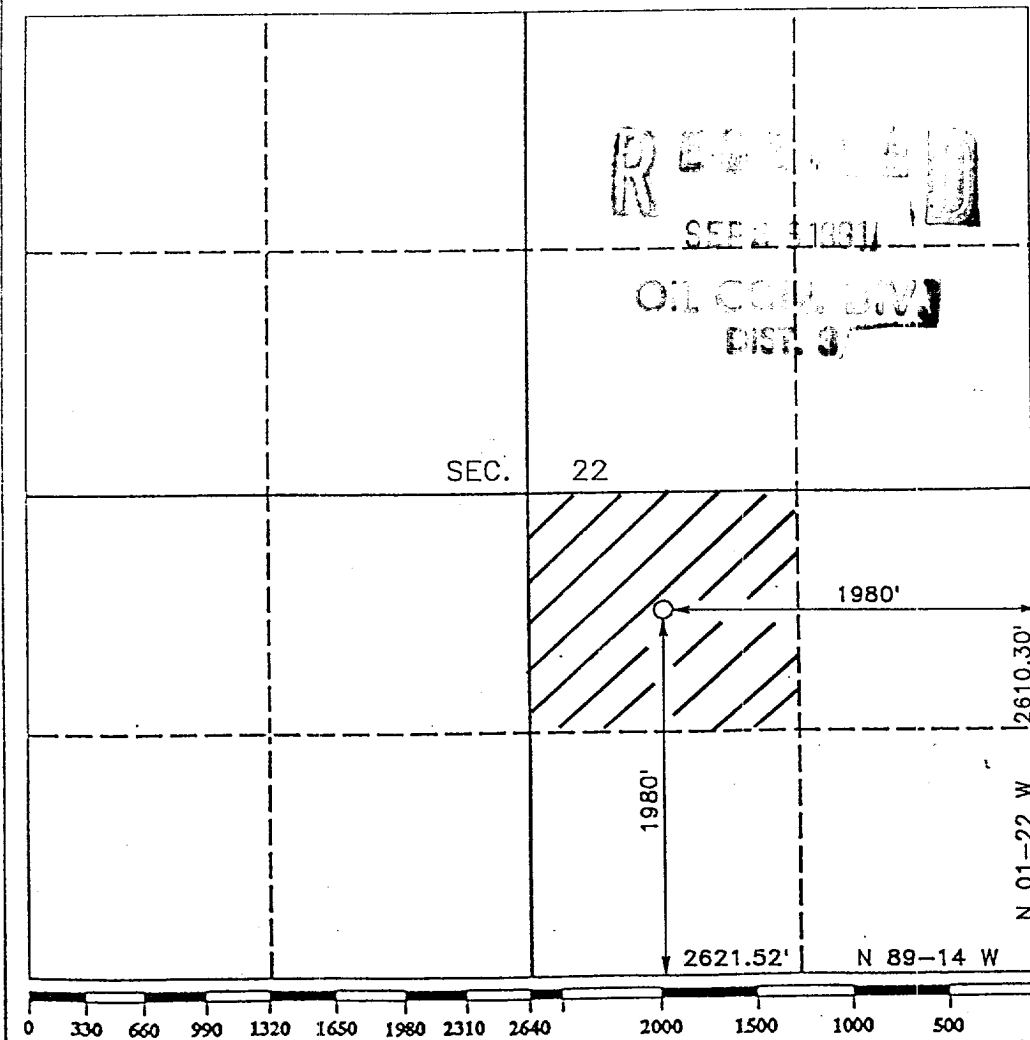 OIL CON. DIV.
DIST. 3
SEC. 22
1980'
2610.30'
1980'
N 01-22 W
2621.52' N 89-14 W
0 330 660 990 1320 1650 1980 2310 2640 2000 1500 1000 500